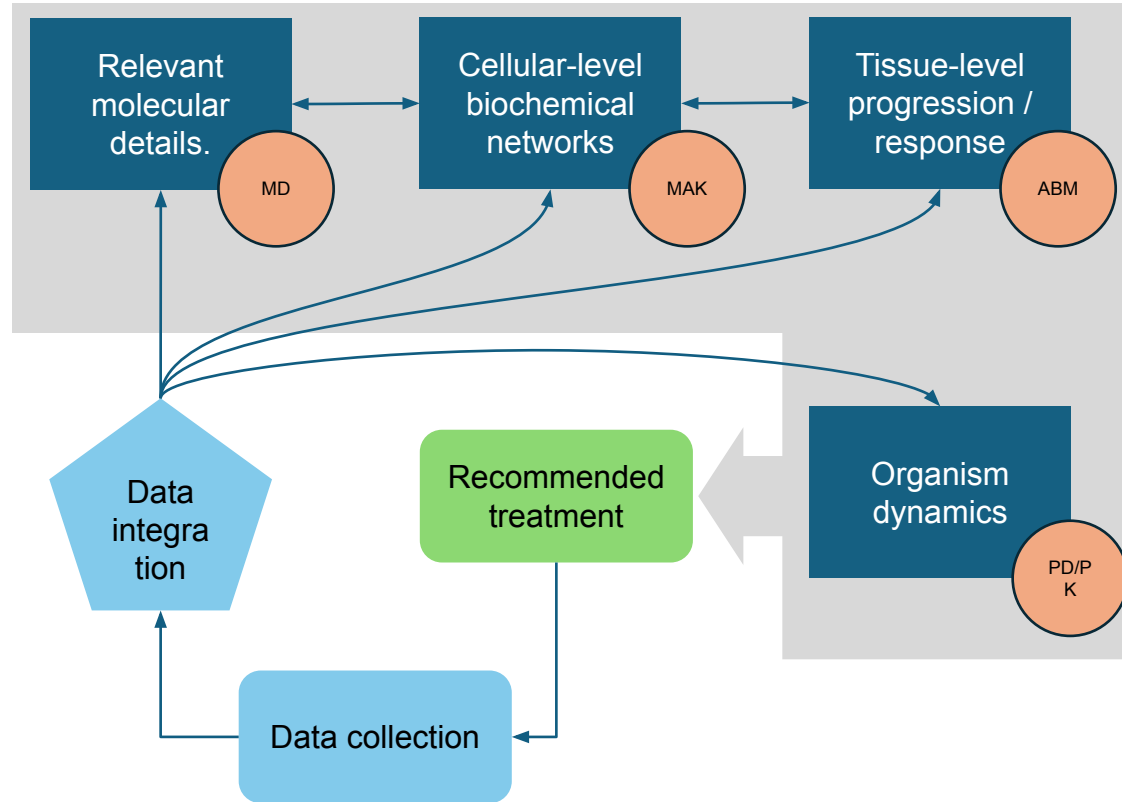 Relevant
molecular
details.
MD
Cellular-level
biochemical
networks
MAK
Tissue-level
progression /
response
ABM
Data
integra
tion
Recommended
treatment
Organism
dynamics
PD/P
K
Data collection